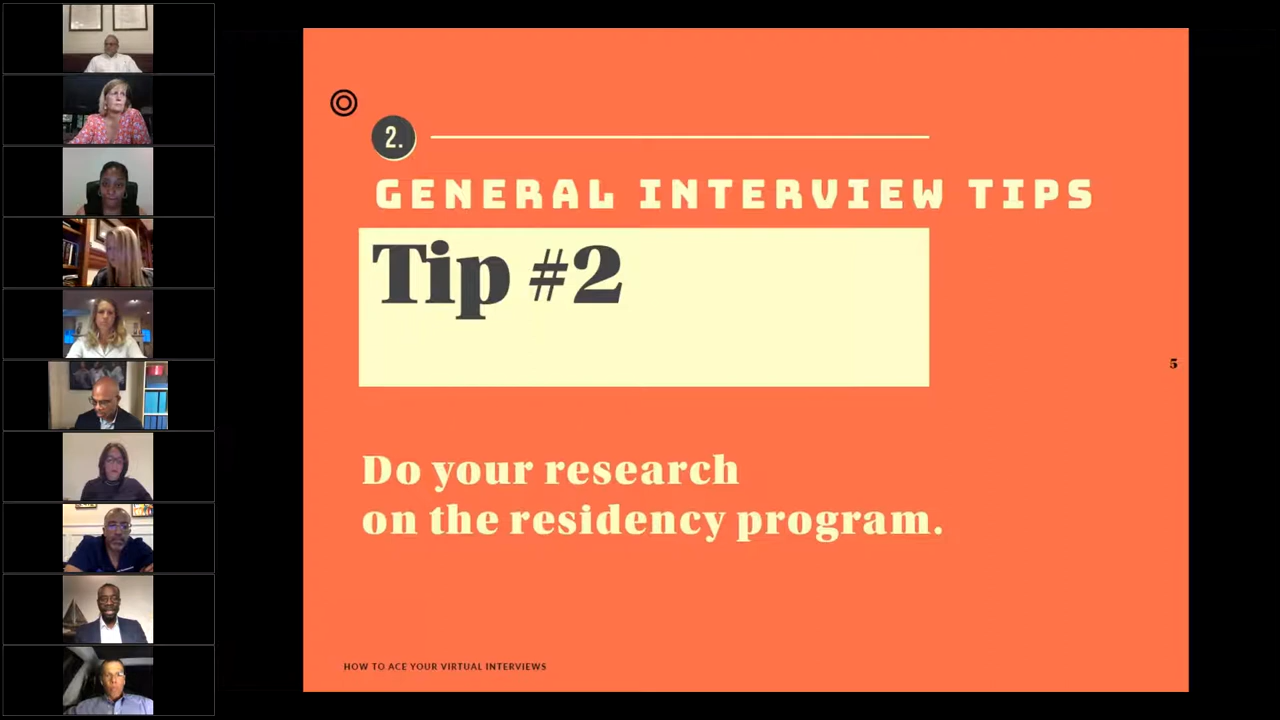 2.
GENERAL INTERVIEW TIPS
Tip #2
5
Do your research
on the residency program.
HOW TO ACE YOUR VIRTUAL INTERVIEWS